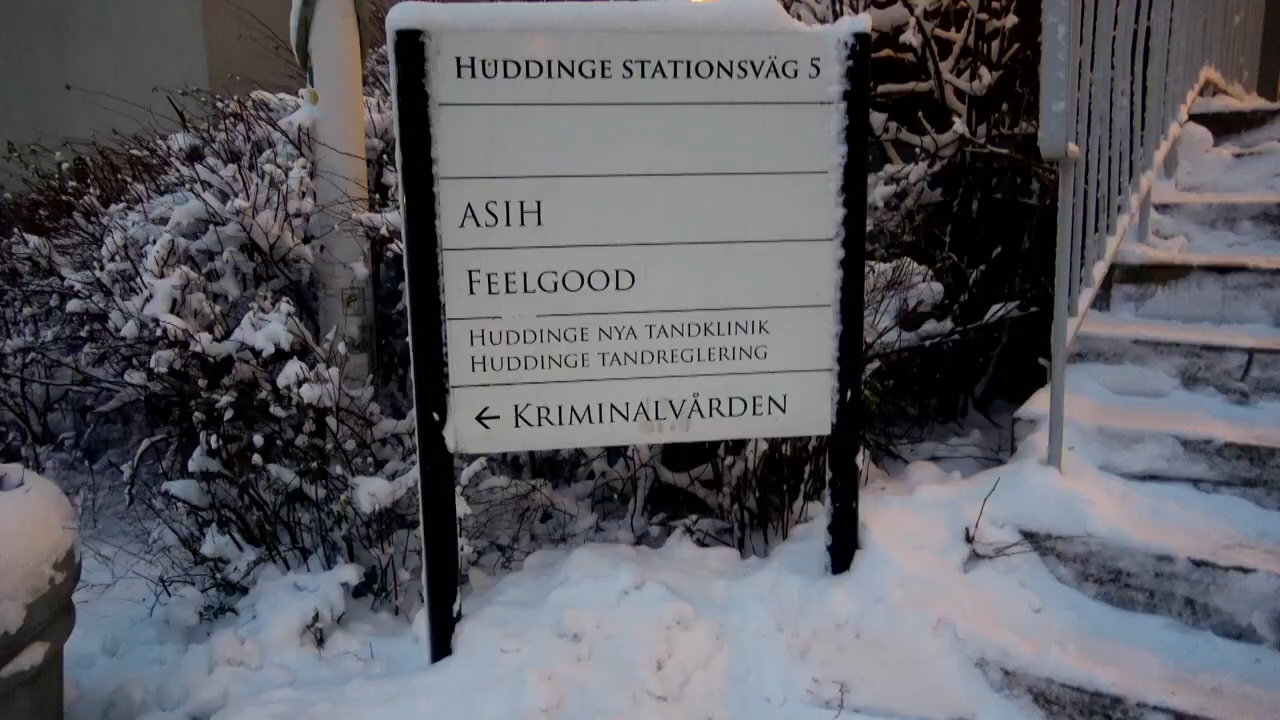 HUDDINGE STATIONSVÄG 5
ASIH
FEELGOOD
HUDDINGE NYA TANDKLINIK
HUDDINGE TANDREGLERING
← KRIMINALVÅRDEN